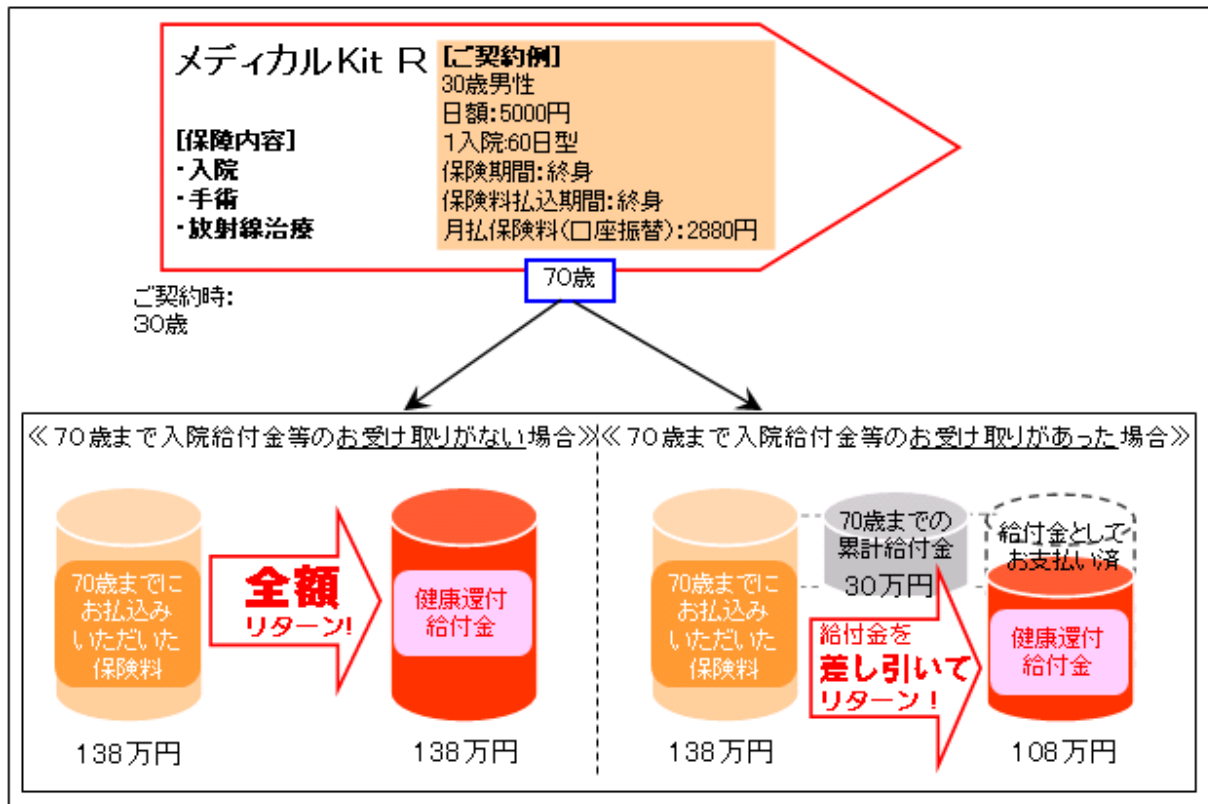 メディカルKit R
[保障内容]
・入院
・手術
・放射線治療
[ご契約例]
30歳男性
日額:5000円
1入院:60日型
保険期間:終身
保険料払込期間:終身
月払保険料(口座振替):2880円
70歳
ご契約時:
30歳
≪70歳まで入院給付金等のお受け取りがない場合≫
70歳までに
お払込み
いただいた
保険料
138万円
全額
リターン!
健康還付
給付金
138万円
≪70歳まで入院給付金等のお受け取りがあった場合≫
70歳までに
お払込み
いただいた
保険料
138万円
70歳までの
累計給付金
30万円
給付金を
差し引いて
リターン!
給付金として
お支払い済
健康還付
給付金
108万円